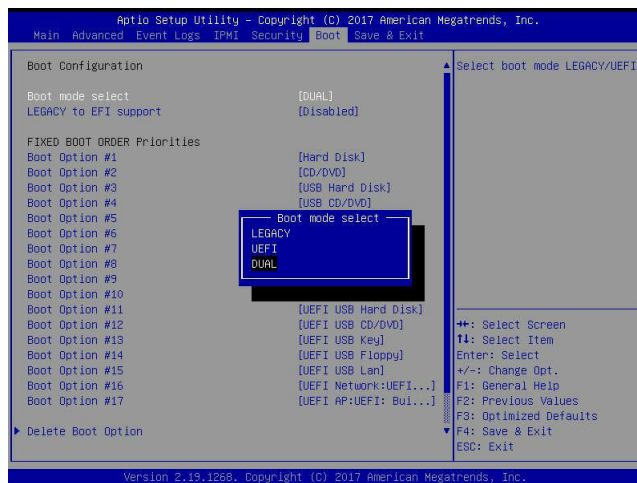 Aptio Setup Utility – Copyright (C) 2017 American Megatrends, Inc.
Main Advanced Event Logs IPMI Security Boot Save & Exit
Boot Configuration
Select boot mode LEGACY/UEFI
Boot mode select [DUAL]
LEGACY to EFI support [Disabled]
FIXED BOOT ORDER Priorities
Boot Option #1 [Hard Disk]
Boot Option #2 [CD/DVD]
Boot Option #3 [USB Hard Disk]
Boot Option #4 [USB CD/DVD]
Boot Option #5
Boot Option #6
Boot Option #7
Boot Option #8
Boot Option #9
Boot Option #10
Boot mode select
LEGACY
UEFI
DUAL
Boot Option #11 [UEFI USB Hard Disk]
Boot Option #12 [UEFI USB CD/DVD]
Boot Option #13 [UEFI USB Key]
Boot Option #14 [UEFI USB Floppy]
Boot Option #15 [UEFI USB Lan]
Boot Option #16 [UEFI Network:UEFI...]
Boot Option #17 [UEFI AP:UEFI: Bui...]
Delete Boot Option
→←: Select Screen
↑↓: Select Item
Enter: Select
+/-: Change Opt.
F1: General Help
F2: Previous Values
F3: Optimized Defaults
F4: Save & Exit
ESC: Exit
Version 2.19.1268. Copyright (C) 2017 American Megatrends, Inc.